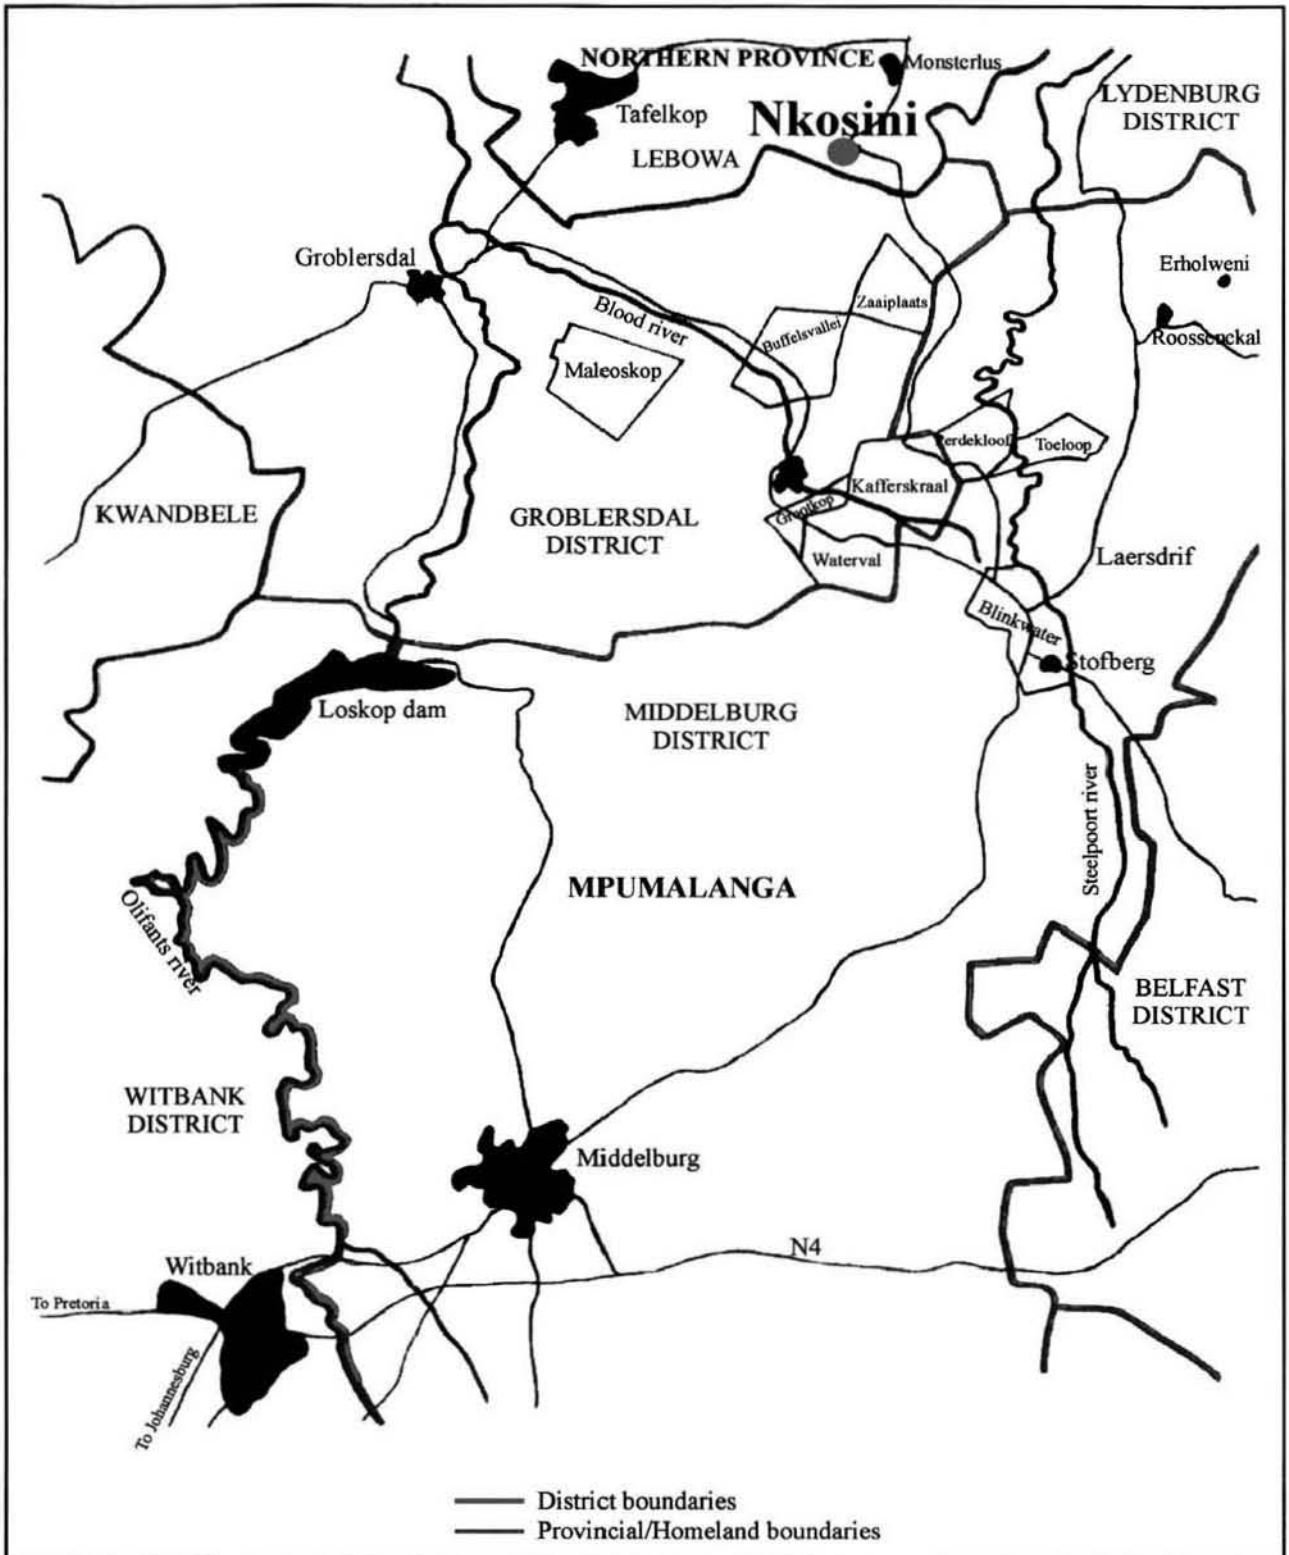 NORTHERN PROVINCE
Monsterlus
LYDENBURG
DISTRICT
Tafelkop
Nkosini
LEBOWA
Groblersdal
Erholweni
Zaaiplaats
Blood river
Buffelsvallei
Roossenekal
Maleoskop
Perdekloof
Toeloop
Kafferskraal
KWANDBELE
GROBLERSDAL
DISTRICT
Grootkop
Waterval
Laersdrif
Blinkwater
Stofberg
Loskop dam
MIDDELBURG
DISTRICT
Steelpoort river
MPUMALANGA
Olifants river
BELFAST
DISTRICT
WITBANK
DISTRICT
Middelburg
N4
Witbank
To Pretoria
To Johannesburg
District boundaries
Provincial/Homeland boundaries